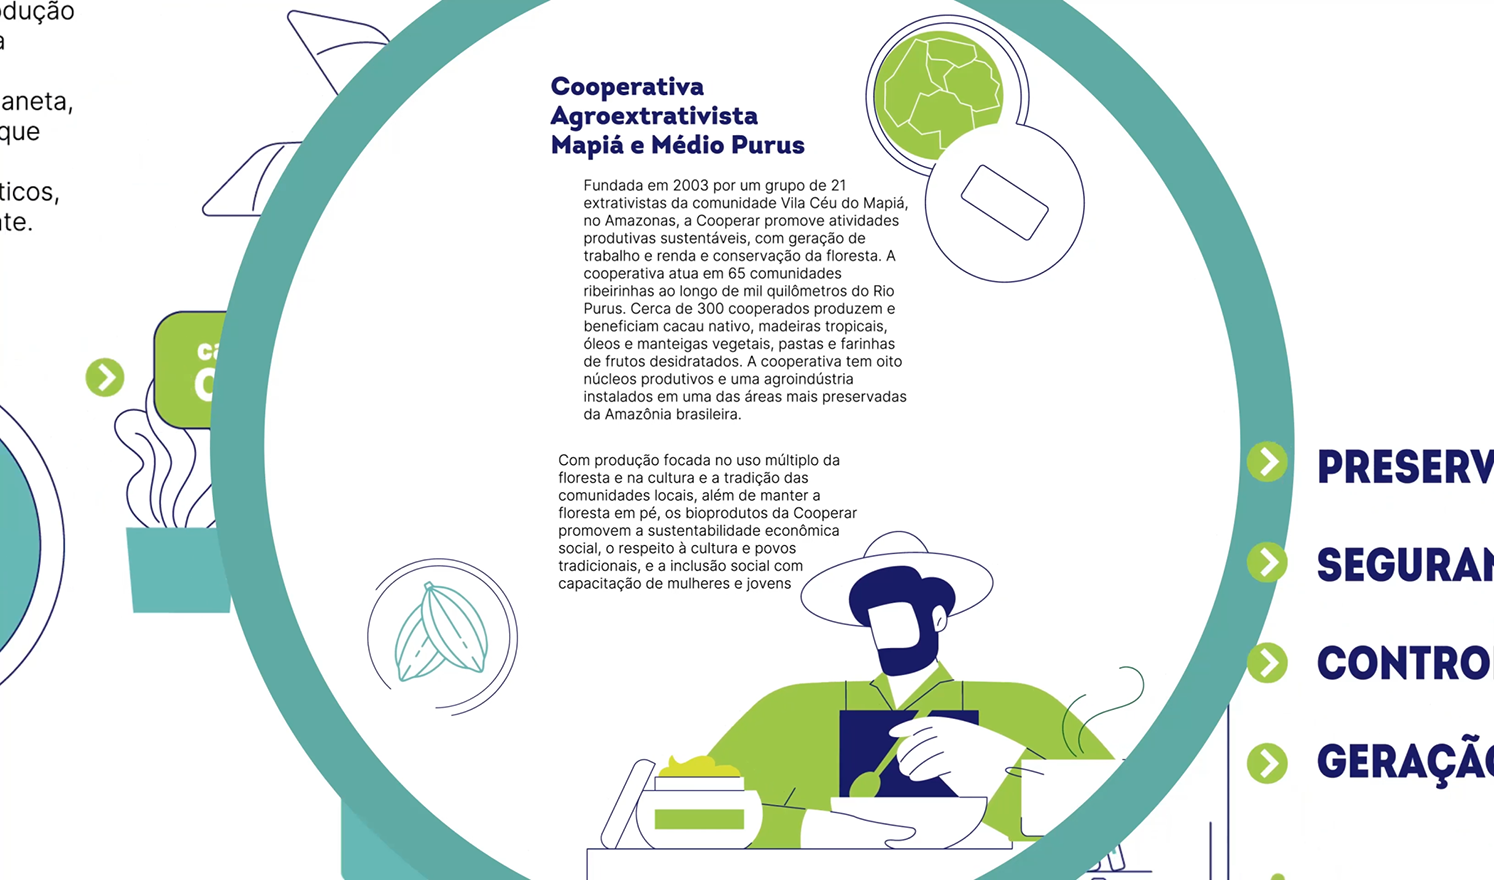 Cooperativa
Agroextrativista
Mapiá e Médio Purus
Fundada em 2003 por um grupo de 21
extrativistas da comunidade Vila Céu do Mapiá,
no Amazonas, a Cooperar promove atividades
produtivas sustentáveis, com geração de
trabalho e renda e conservação da floresta. A
cooperativa atua em 65 comunidades
ribeirinhas ao longo de mil quilômetros do Rio
Purus. Cerca de 300 cooperados produzem e
beneficiam cacau nativo, madeiras tropicais,
óleos e manteigas vegetais, pastas e farinhas
de frutos desidratados. A cooperativa tem oito
núcleos produtivos e uma agroindústria
instalados em uma das áreas mais preservadas
da Amazônia brasileira.
Com produção focada no uso múltiplo da
floresta e na cultura e a tradição das
comunidades locais, além de manter a
floresta em pé, os bioprodutos da Cooperar
promovem a sustentabilidade econômica
social, o respeito à cultura e povos
tradicionais, e a inclusão social com
capacitação de mulheres e jovens
odução
a
aneta,
que
ticos,
te.
ca
PRESERV
SEGURAN
CONTRO
GERAÇÃO